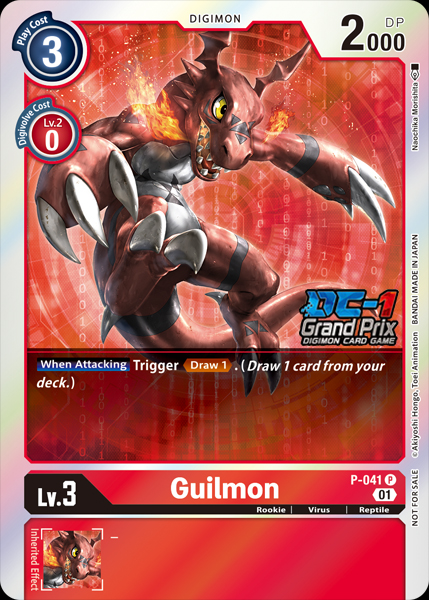 DIGIMON
Play Cost
3
DP
2000
Digivolve Cost
Lv.2
0
Naochika Morishita
DC-1
Grand Prix
DIGIMON CARD GAME
When Attacking Trigger Draw 1 . (Draw 1 card from your
deck.)
©Akiyoshi Hongo, Toei Animation BANDAI MADE IN JAPAN
NOT FOR SALE
Lv.3
Guilmon
P-041 P
01
Rookie | Virus | Reptile
Inherited Effect
-